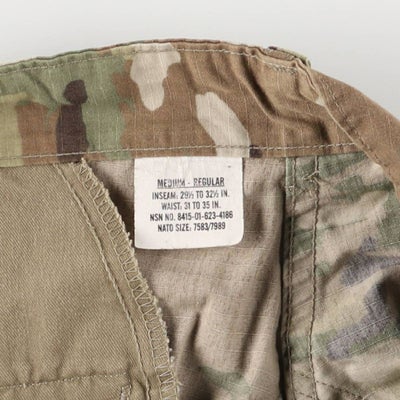 MEDIUM - REGULAR
INSEAM: 29½ TO 32½ IN.
WAIST: 31 TO 35 IN.
NSN NO. 8415-01-623-4186
NATO SIZE: 7583/7989